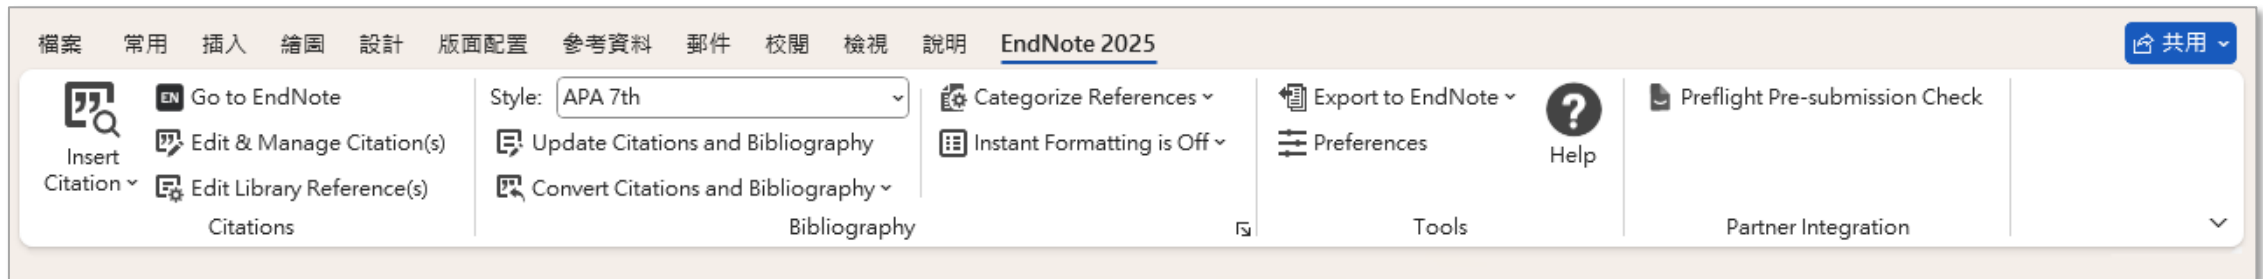 檔案 常用 插入 繪圖 設計 版面配置 參考資料 郵件 校閱 檢視 說明 EndNote 2025 共用
Insert Citation
EN Go to EndNote
Edit & Manage Citation(s)
Edit Library Reference(s)
Citations
Style: APA 7th
Update Citations and Bibliography
Convert Citations and Bibliography
Categorize References
Instant Formatting is Off
Bibliography
Export to EndNote
Preferences
Help
Tools
Preflight Pre-submission Check
Partner Integration